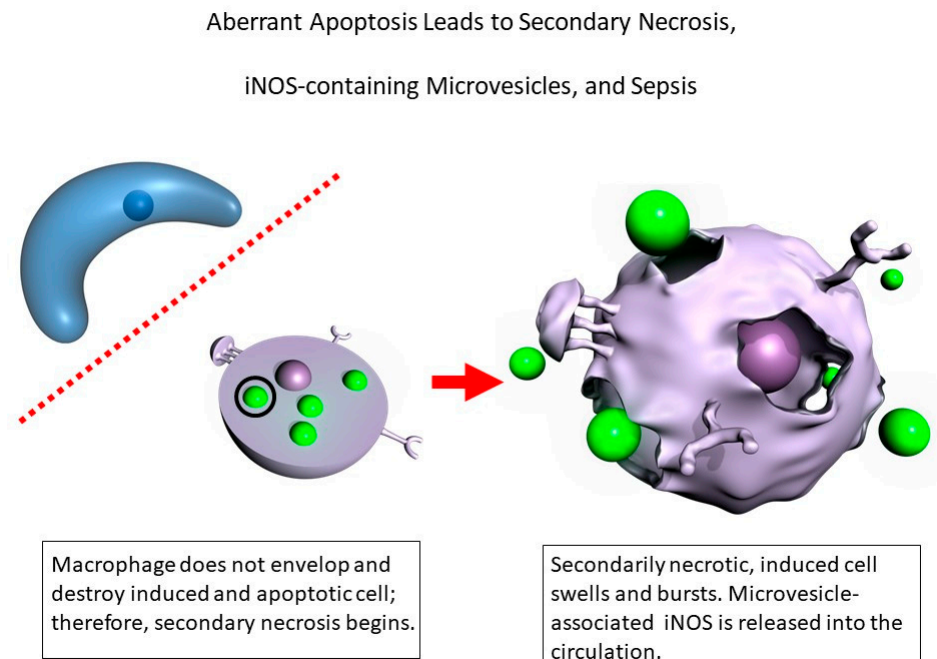 Aberrant Apoptosis Leads to Secondary Necrosis,
iNOS-containing Microvesicles, and Sepsis
Macrophage does not envelop and
destroy induced and apoptotic cell;
therefore, secondary necrosis begins.
Secondarily necrotic, induced cell
swells and bursts. Microvesicle-
associated iNOS is released into the
circulation.